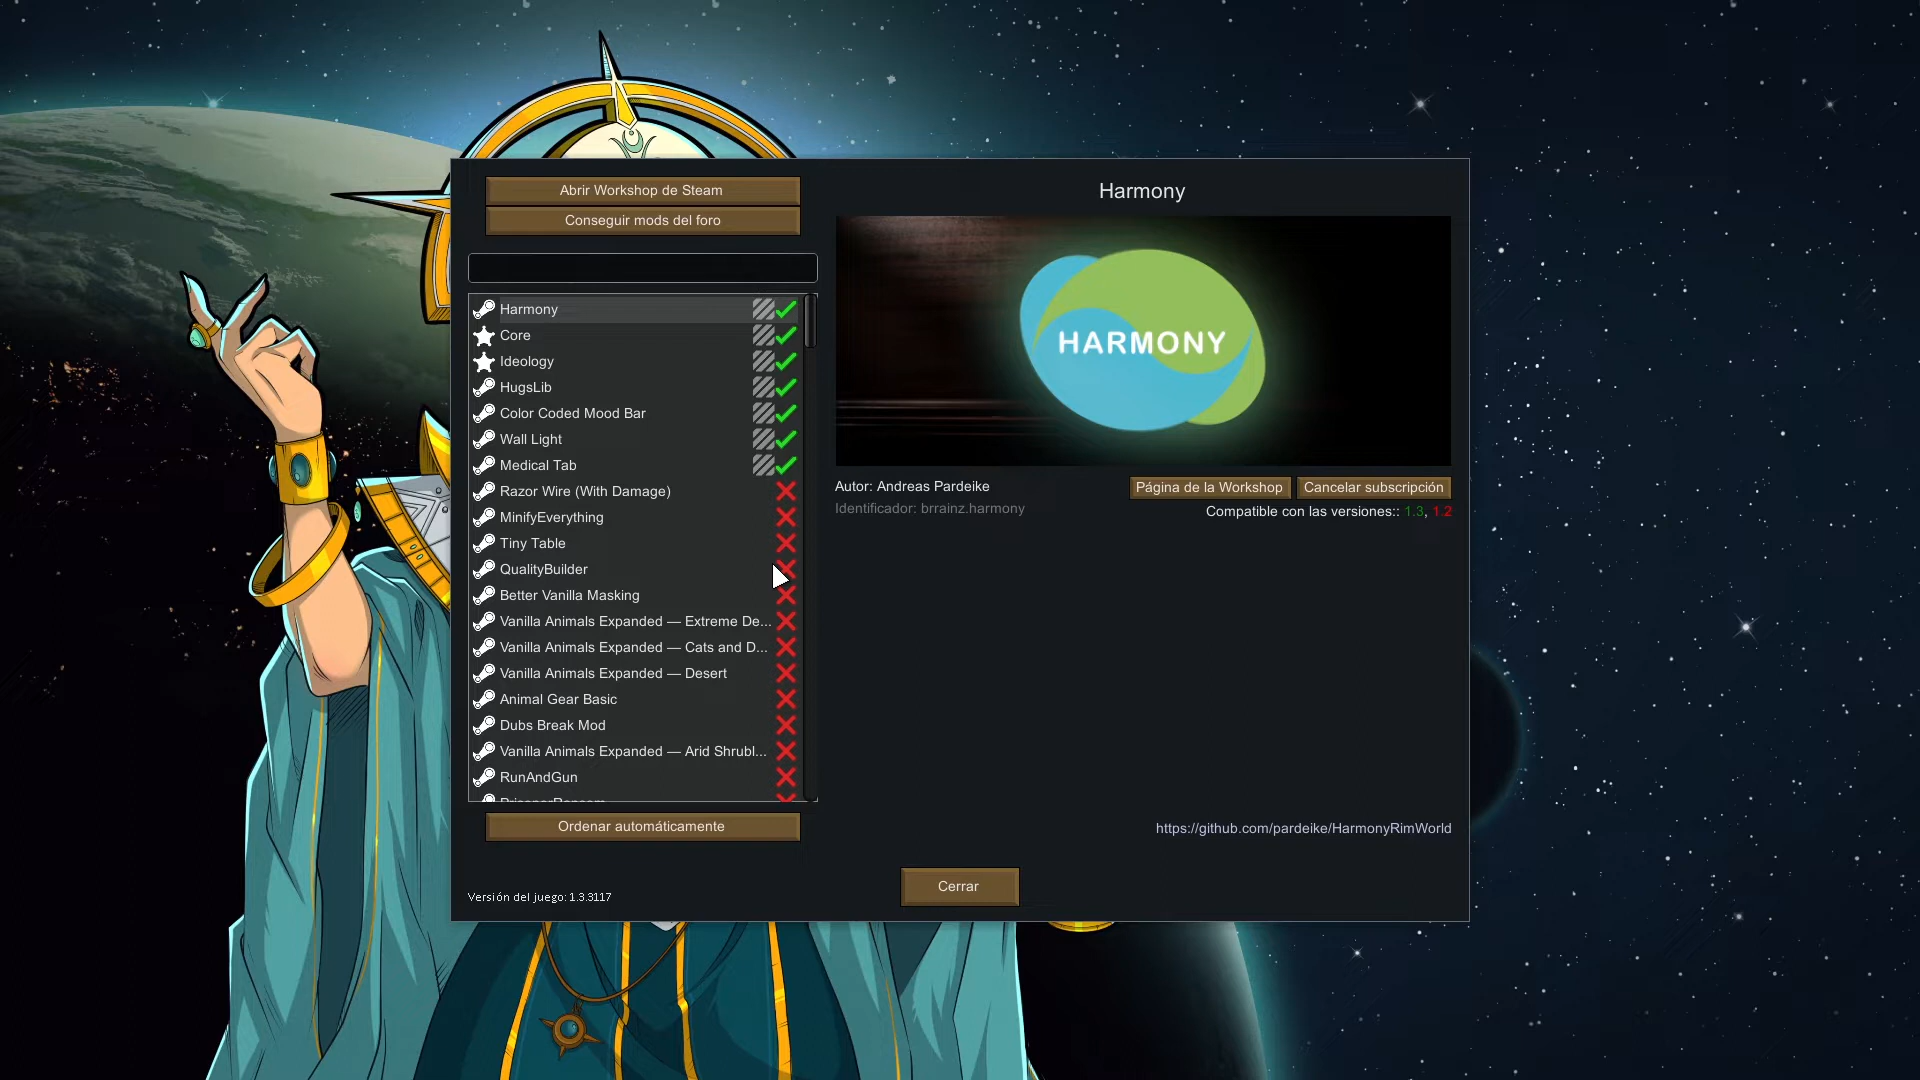 Abrir Workshop de Steam
Conseguir mods del foro
Harmony
Core
Ideology
HugsLib
Color Coded Mood Bar
Wall Light
Medical Tab
Razor Wire (With Damage)
MinifyEverything
Tiny Table
QualityBuilder
Better Vanilla Masking
Vanilla Animals Expanded — Extreme De...
Vanilla Animals Expanded — Cats and D...
Vanilla Animals Expanded — Desert
Animal Gear Basic
Dubs Break Mod
Vanilla Animals Expanded — Arid Shrubl...
RunAndGun
Ordenar automáticamente
Versión del juego: 1.3.3117
Harmony
HARMONY
Autor: Andreas Pardeike
Página de la Workshop
Cancelar subscripción
Identificador: brrainz.harmony
Compatible con las versiones:: 1.3, 1.2
https://github.com/pardeike/HarmonyRimWorld
Cerrar